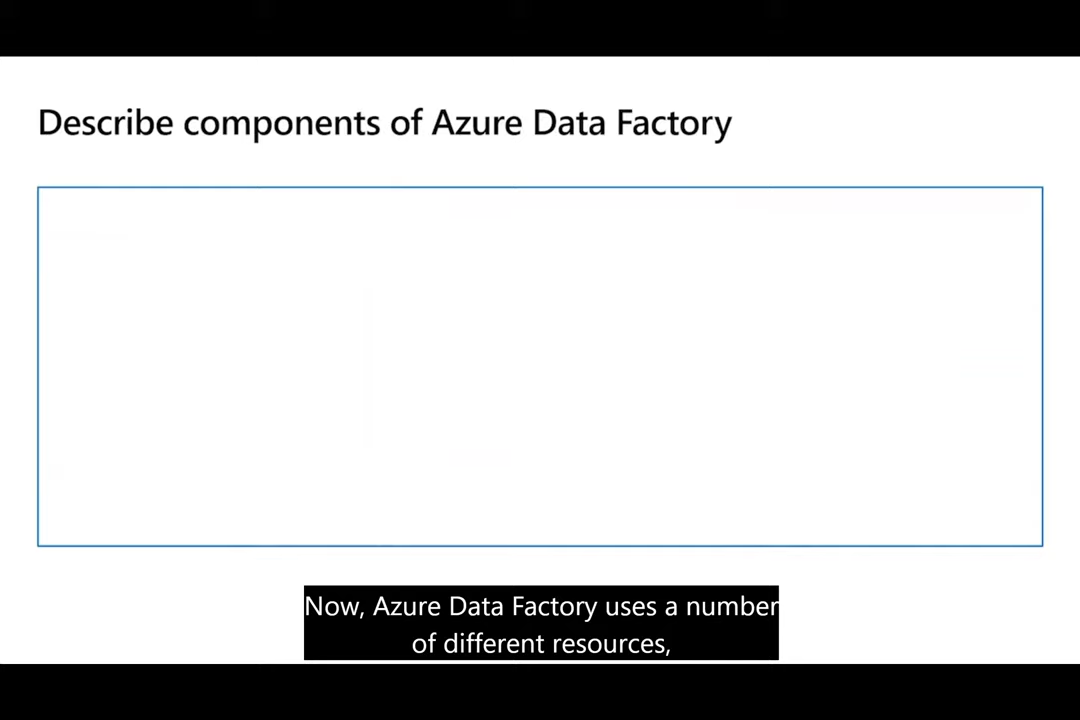 Describe components of Azure Data Factory
Now, Azure Data Factory uses a number
of different resources,